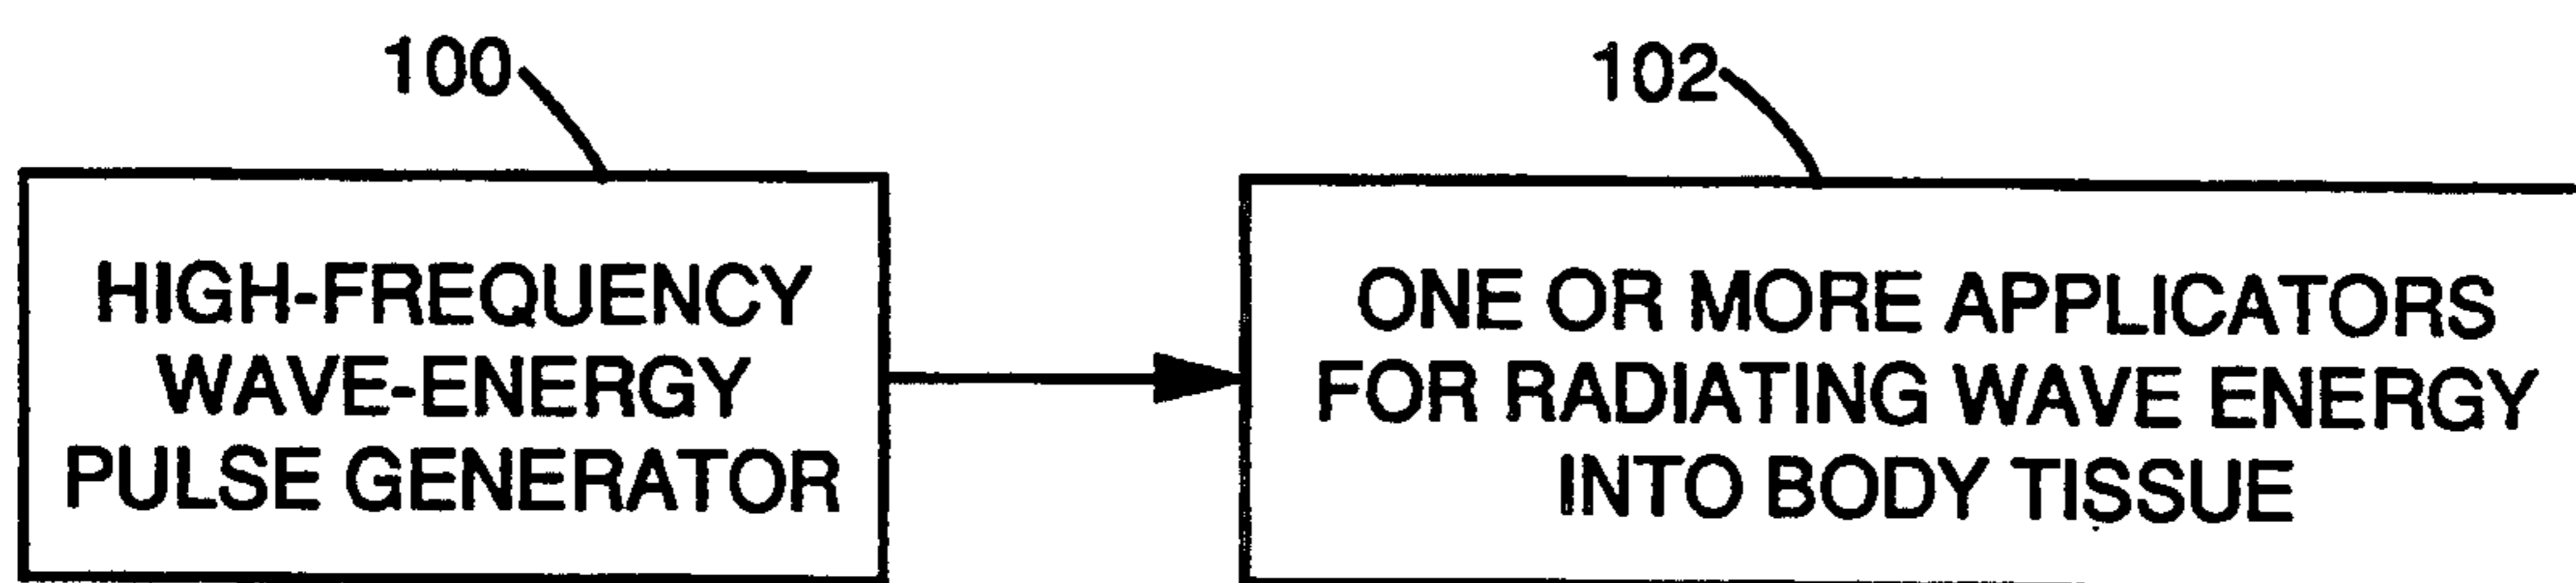 100
102
HIGH-FREQUENCY
WAVE-ENERGY
PULSE GENERATOR
ONE OR MORE APPLICATORS
FOR RADIATING WAVE ENERGY
INTO BODY TISSUE